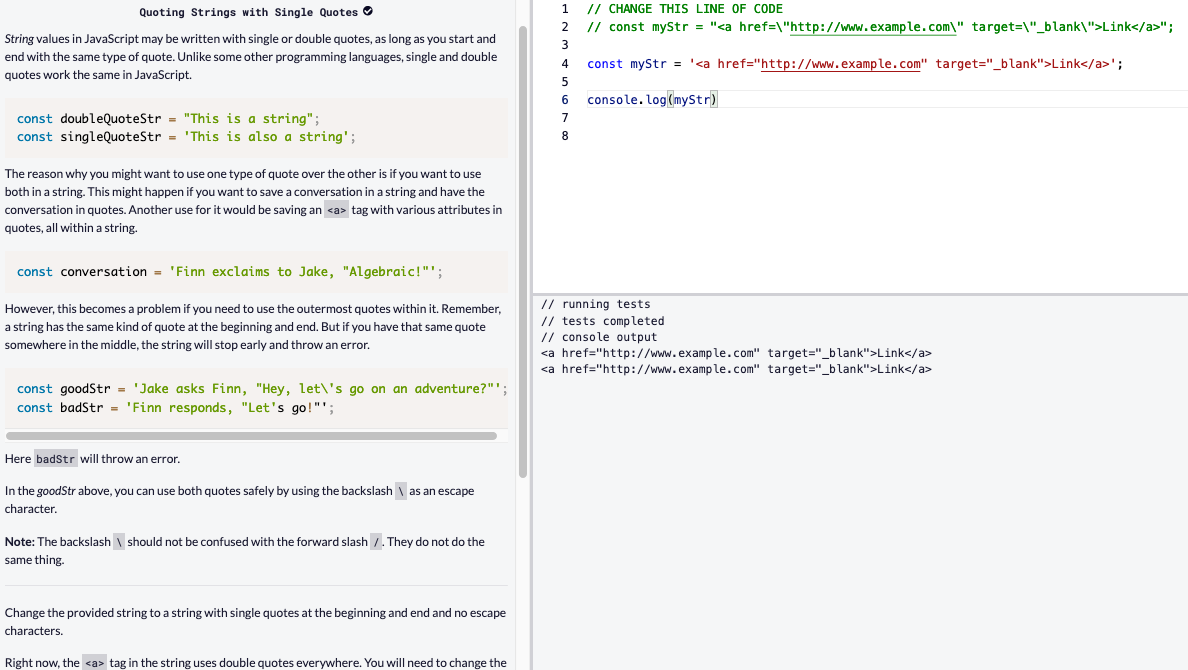 Quoting Strings with Single Quotes
String values in JavaScript may be written with single or double quotes, as long as you start and
end with the same type of quote. Unlike some other programming languages, single and double
quotes work the same in JavaScript.
const doubleQuoteStr = "This is a string";
const singleQuoteStr = 'This is also a string';
The reason why you might want to use one type of quote over the other is if you want to use
both in a string. This might happen if you want to save a conversation in a string and have the
conversation in quotes. Another use for it would be saving an <a> tag with various attributes in
quotes, all within a string.
const conversation = 'Finn exclaims to Jake, "Algebraic!"';
However, this becomes a problem if you need to use the outermost quotes within it. Remember,
a string has the same kind of quote at the beginning and end. But if you have that same quote
somewhere in the middle, the string will stop early and throw an error.
const goodStr = 'Jake asks Finn, "Hey, let\'s go on an adventure?"';
const badStr = 'Finn responds, "Let's go!"';
Here badStr will throw an error.
In the goodStr above, you can use both quotes safely by using the backslash \ as an escape
character.
Note: The backslash \ should not be confused with the forward slash /. They do not do the
same thing.
Change the provided string to a string with single quotes at the beginning and end and no escape
characters.
Right now, the <a> tag in the string uses double quotes everywhere. You will need to change the
1 // CHANGE THIS LINE OF CODE
2 // const myStr = "<a href=\"http://www.example.com\" target=\"_blank\">Link</a>";
3
4 const myStr = '<a href="http://www.example.com" target="_blank">Link</a>';
5
6 console.log(myStr)
7
8
// running tests
// tests completed
// console output
<a href="http://www.example.com" target="_blank">Link</a>
<a href="http://www.example.com" target="_blank">Link</a>